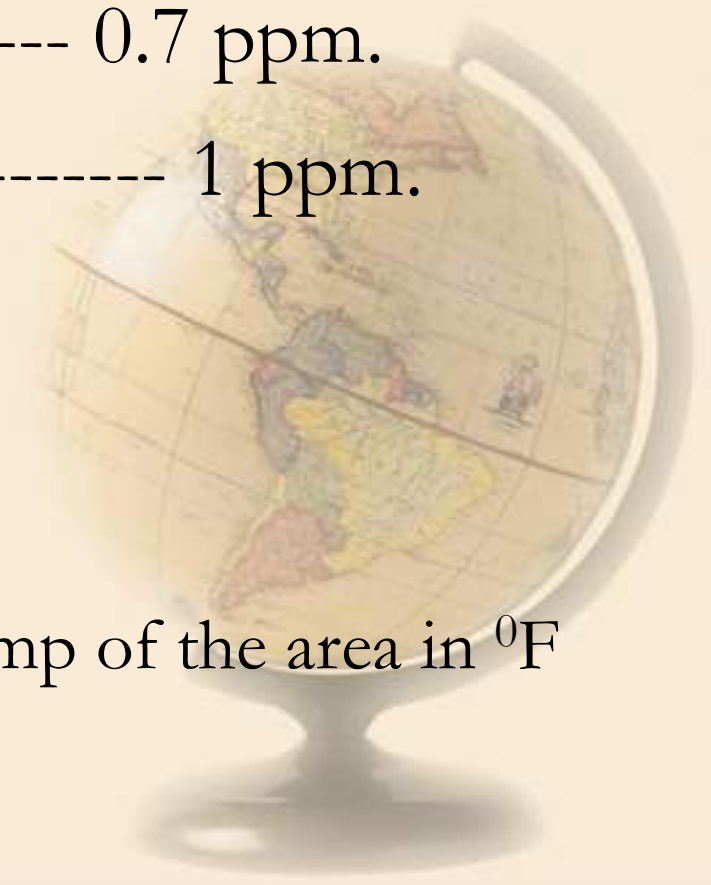 --- 0.7 ppm.
------- 1 ppm.
mp of the area in ⁰F